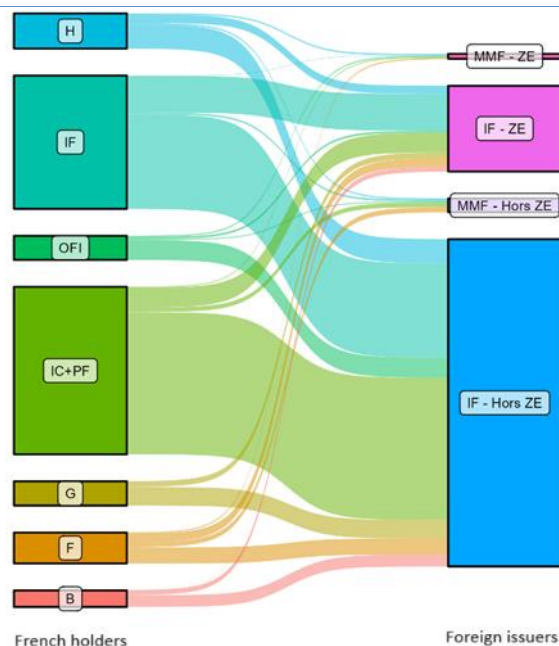 H
IF
OFI
IC+PF
G
F
B
MMF - ZE
IF - ZE
MMF - Hors ZE
IF - Hors ZE
French holders
Foreign issuers